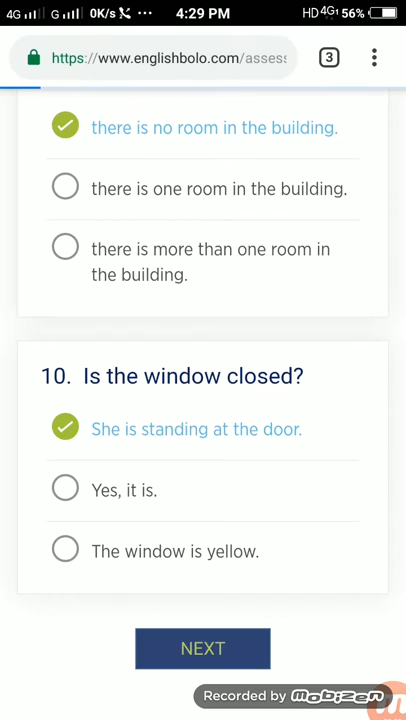 4G G 0K/s ... 4:29 PM HD 4G1 56%
https://www.englishbolo.com/assess 3
there is no room in the building.
there is one room in the building.
there is more than one room in
the building.
10. Is the window closed?
She is standing at the door.
Yes, it is.
The window is yellow.
NEXT
Recorded by mobizen